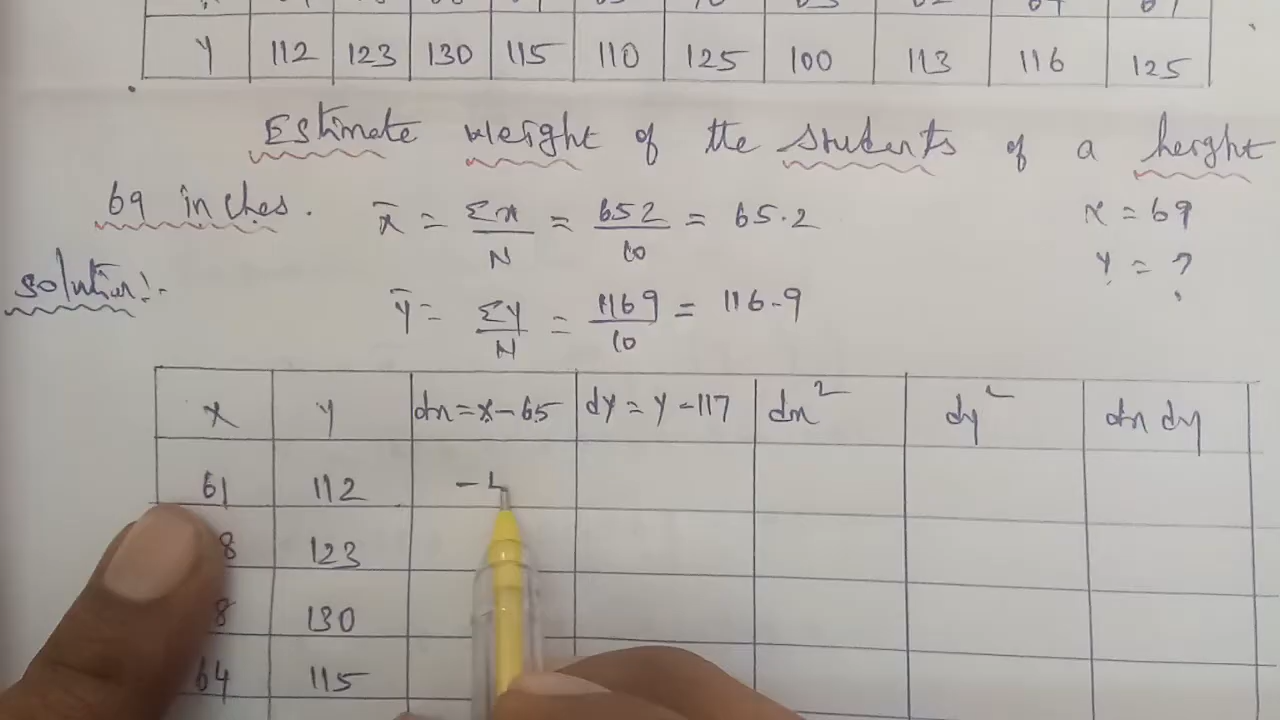 Y 112 123 130 115 110 125 100 113 116 125
Estimate weight of the students of a height
69 inches. x̄ = Σx/N = 652/10 = 65.2 x = 69
Y = ?
Solution:-
ȳ = Σy/N = 1169/10 = 116.9
x y dx = x - 65 dy = y - 117 dx² dy² dx dy
61 112 -4
8 123
8 130
64 115